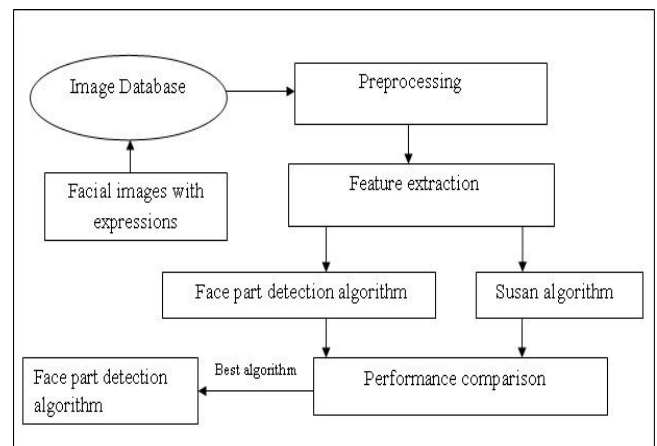 Image Database
Preprocessing
Facial images with
expressions
Feature extraction
Face part detection algorithm
Susan algorithm
Face part detection
algorithm
Best algorithm
Performance comparison